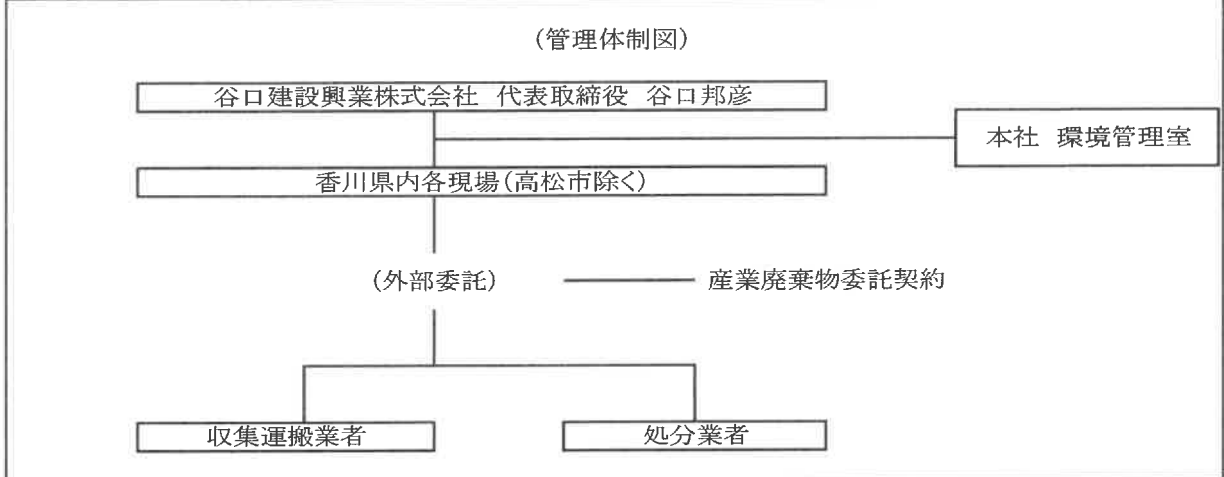 (管理体制図)
谷口建設興業株式会社 代表取締役 谷口邦彦
本社 環境管理室
香川県内各現場(高松市除く)
(外部委託)
産業廃棄物委託契約
収集運搬業者
処分業者